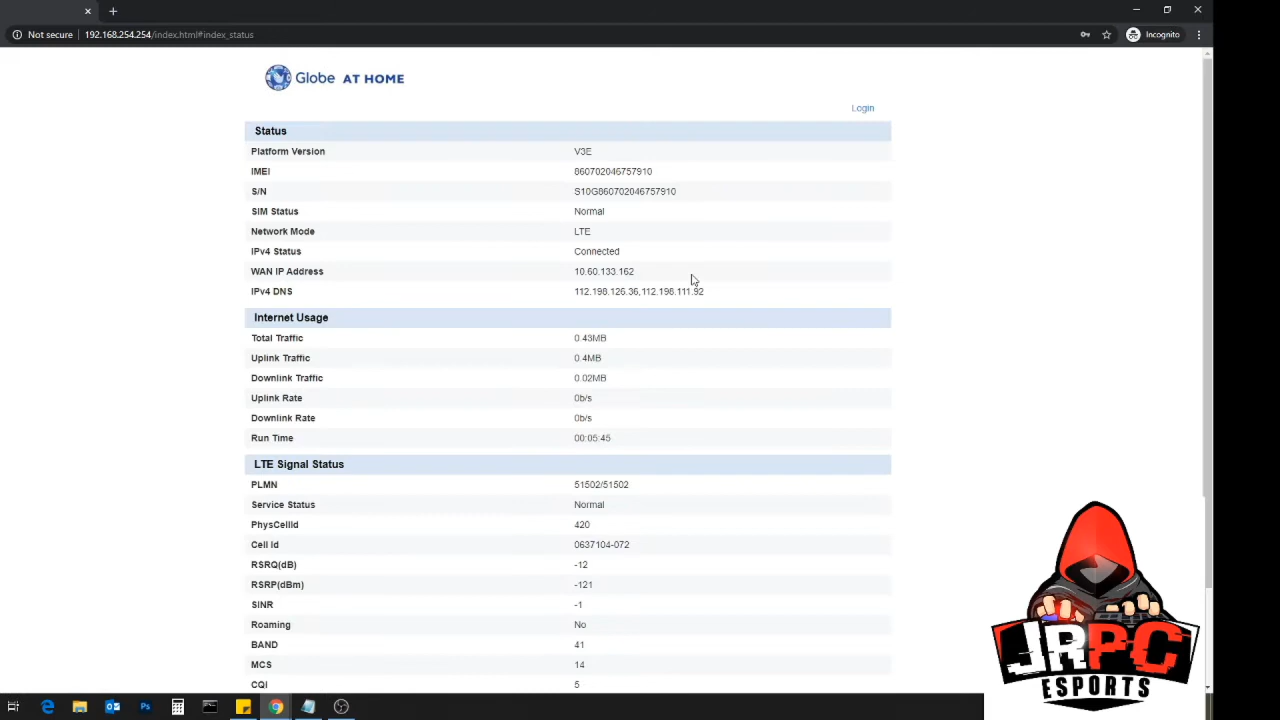 Not secure | 192.168.254.254/index.html#index_status
Incognito
Globe AT HOME
Login
Status
Platform Version V3E
IMEI 860702046757910
S/N S10G860702046757910
SIM Status Normal
Network Mode LTE
IPv4 Status Connected
WAN IP Address 10.60.133.162
IPv4 DNS 112.198.126.36,112.198.111.92
Internet Usage
Total Traffic 0.43MB
Uplink Traffic 0.4MB
Downlink Traffic 0.02MB
Uplink Rate 0b/s
Downlink Rate 0b/s
Run Time 00:05:45
LTE Signal Status
PLMN 51502/51502
Service Status Normal
PhysCellId 420
Cell Id 0637104-072
RSRQ(dB) -12
RSRP(dBm) -121
SINR -1
Roaming No
BAND 41
MCS 14
CQI 5
JRPC
ESPORTS